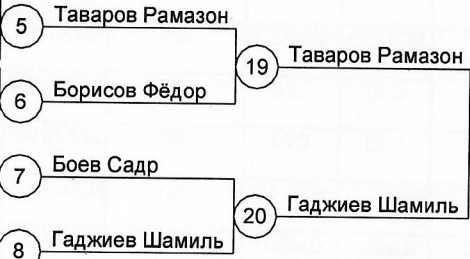 5 Таваров Рамазон
19 Таваров Рамазон
6 Борисов Фёдор
7 Боев Садр
20 Гаджиев Шамиль
8 Гаджиев Шамиль